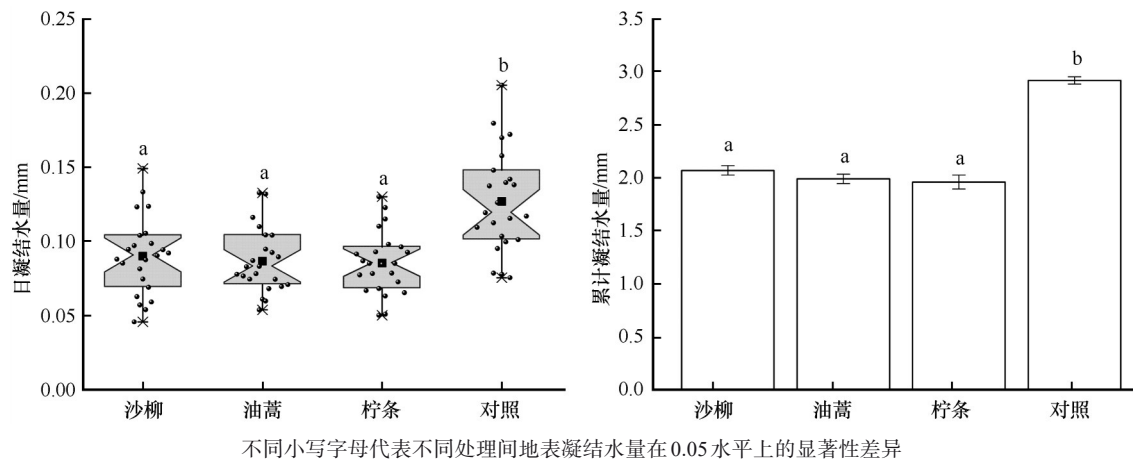 0.25
0.20
0.15
0.10
0.05
0.00
日凝结水量/mm
a
a
a
b
沙柳
油蒿
柠条
对照
3.5
3.0
2.5
2.0
1.5
1.0
0.5
0.0
累计凝结水量/mm
a
a
a
b
沙柳
油蒿
柠条
对照
不同小写字母代表不同处理间地表凝结水量在0.05水平上的显著性差异